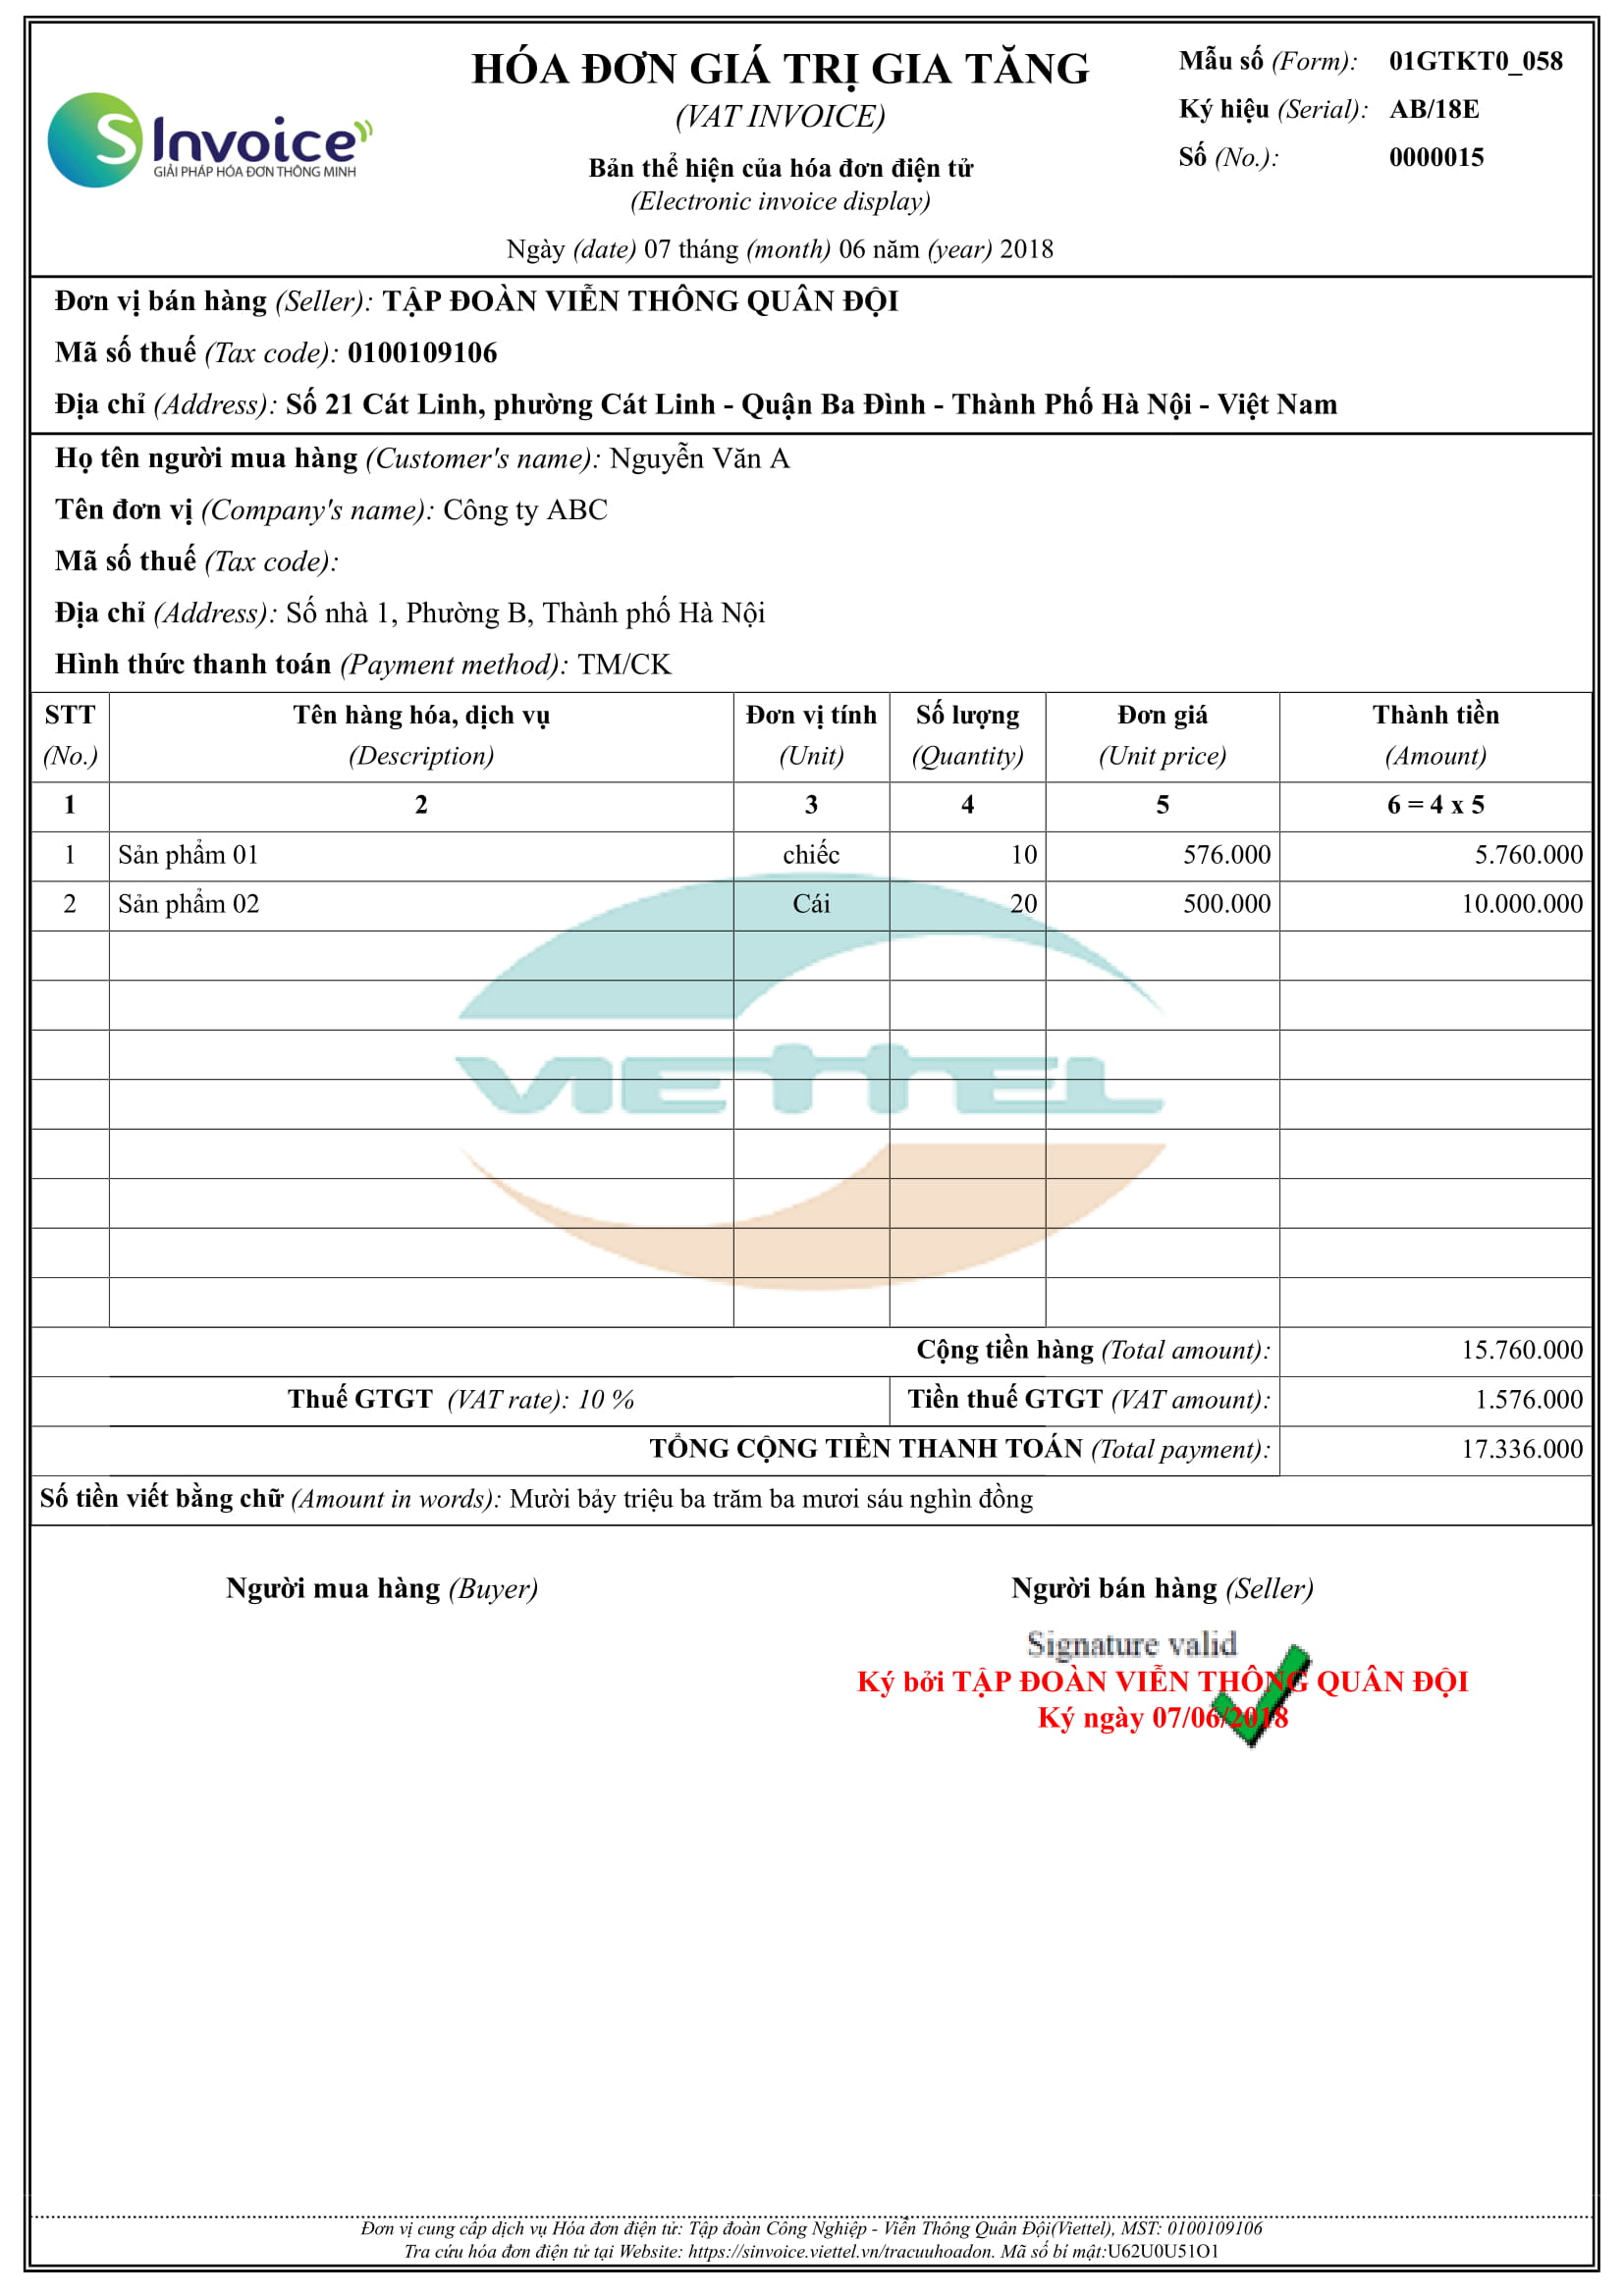 S Invoice
GIẢI PHÁP HÓA ĐƠN THÔNG MINH
HÓA ĐƠN GIÁ TRỊ GIA TĂNG
(VAT INVOICE)
Bản thể hiện của hóa đơn điện tử
(Electronic invoice display)
Ngày (date) 07 tháng (month) 06 năm (year) 2018
Mẫu số (Form): 01GTKT0_058
Ký hiệu (Serial): AB/18E
Số (No.): 0000015
Đơn vị bán hàng (Seller): TẬP ĐOÀN VIỄN THÔNG QUÂN ĐỘI
Mã số thuế (Tax code): 0100109106
Địa chỉ (Address): Số 21 Cát Linh, phường Cát Linh - Quận Ba Đình - Thành Phố Hà Nội - Việt Nam
Họ tên người mua hàng (Customer's name): Nguyễn Văn A
Tên đơn vị (Company's name): Công ty ABC
Mã số thuế (Tax code):
Địa chỉ (Address): Số nhà 1, Phường B, Thành phố Hà Nội
Hình thức thanh toán (Payment method): TM/CK
STT Tên hàng hóa, dịch vụ Đơn vị tính Số lượng Đơn giá Thành tiền
(No.) (Description) (Unit) (Quantity) (Unit price) (Amount)
1 2 3 4 5 6 = 4 x 5
1 Sản phẩm 01 chiếc 10 576.000 5.760.000
2 Sản phẩm 02 Cái 20 500.000 10.000.000
VIETTEL
Cộng tiền hàng (Total amount): 15.760.000
Thuế GTGT (VAT rate): 10 % Tiền thuế GTGT (VAT amount): 1.576.000
TỔNG CỘNG TIỀN THANH TOÁN (Total payment): 17.336.000
Số tiền viết bằng chữ (Amount in words): Mười bảy triệu ba trăm ba mươi sáu nghìn đồng
Người mua hàng (Buyer) Người bán hàng (Seller)
Signature valid
Ký bởi TẬP ĐOÀN VIỄN THÔNG QUÂN ĐỘI
Ký ngày 07/06/2018
Đơn vị cung cấp dịch vụ Hóa đơn điện tử: Tập đoàn Công Nghiệp - Viễn Thông Quân Đội(Viettel), MST: 0100109106
Tra cứu hóa đơn điện tử tại Website: https://sinvoice.viettel.vn/tracuuhoadon. Mã số bí mật:U62U0U51O1